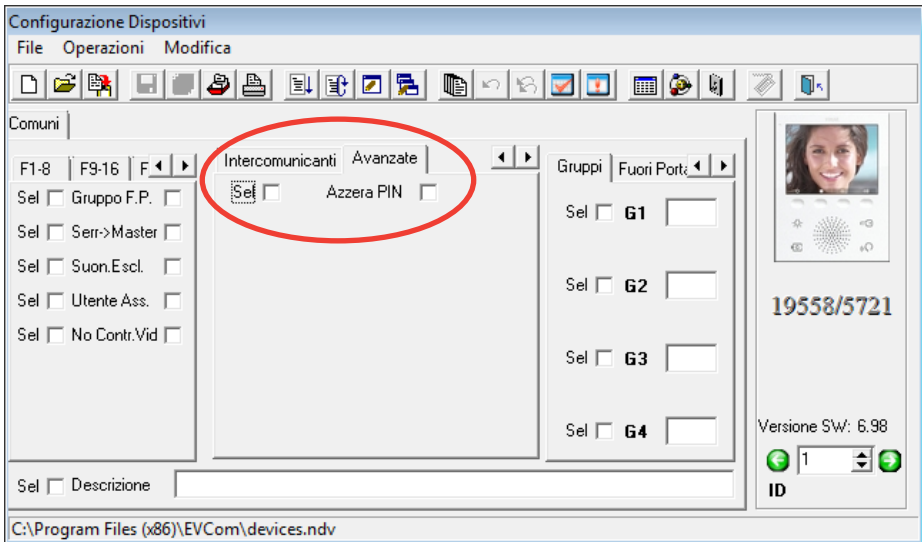 Configurazione Dispositivi
File Operazioni Modifica
Comuni
F1-8 F9-16 F
Sel Gruppo F.P.
Sel Serr->Master
Sel Suon.Escl.
Sel Utente Ass.
Sel No Contr.Vid
Intercomunicanti Avanzate
Sel Azzera PIN
Gruppi Fuori Porta
Sel G1
Sel G2
Sel G3
Sel G4
19558/5721
Versione SW: 6.98
1
ID
Sel Descrizione
C:\Program Files (x86)\EVCom\devices.ndv